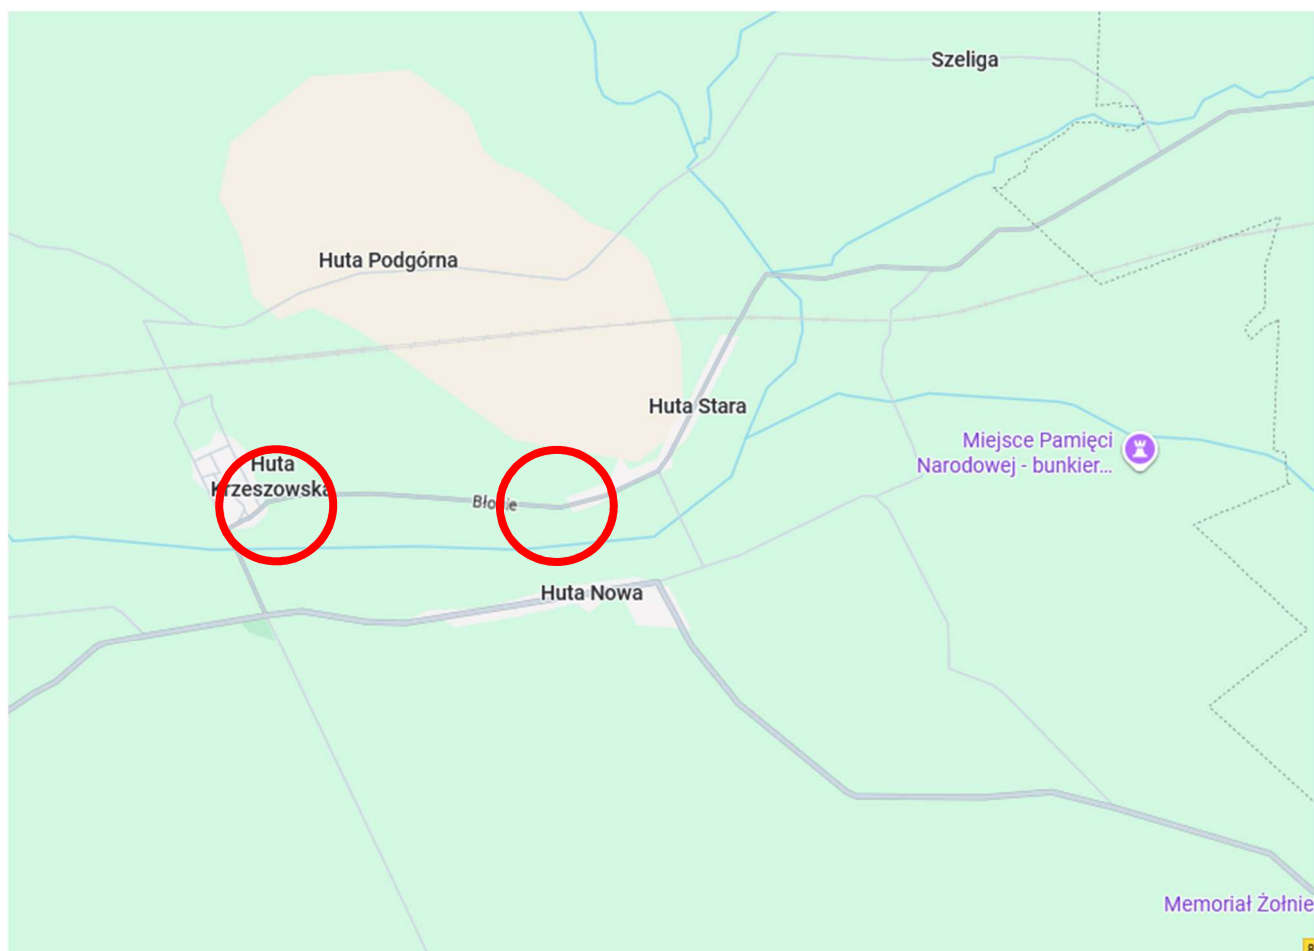 Szeliga
Huta Podgórna
Huta Stara
Miejsce Pamięci
Narodowej - bunkier...
Huta
Krzeszowska
Błonie
Huta Nowa
Memoriał Żołnie